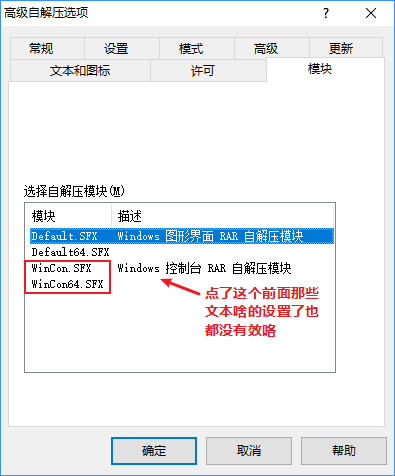 高级自解压选项
常规 设置 模式 高级 更新
文本和图标 许可 模块
选择自解压模块(M)
模块 描述
Default.SFX Windows 图形界面 RAR 自解压模块
Default64.SFX
WinCon.SFX Windows 控制台 RAR 自解压模块
WinCon64.SFX
点了这个前面那些
文本啥的设置了也
都没有效咯
确定 取消 帮助